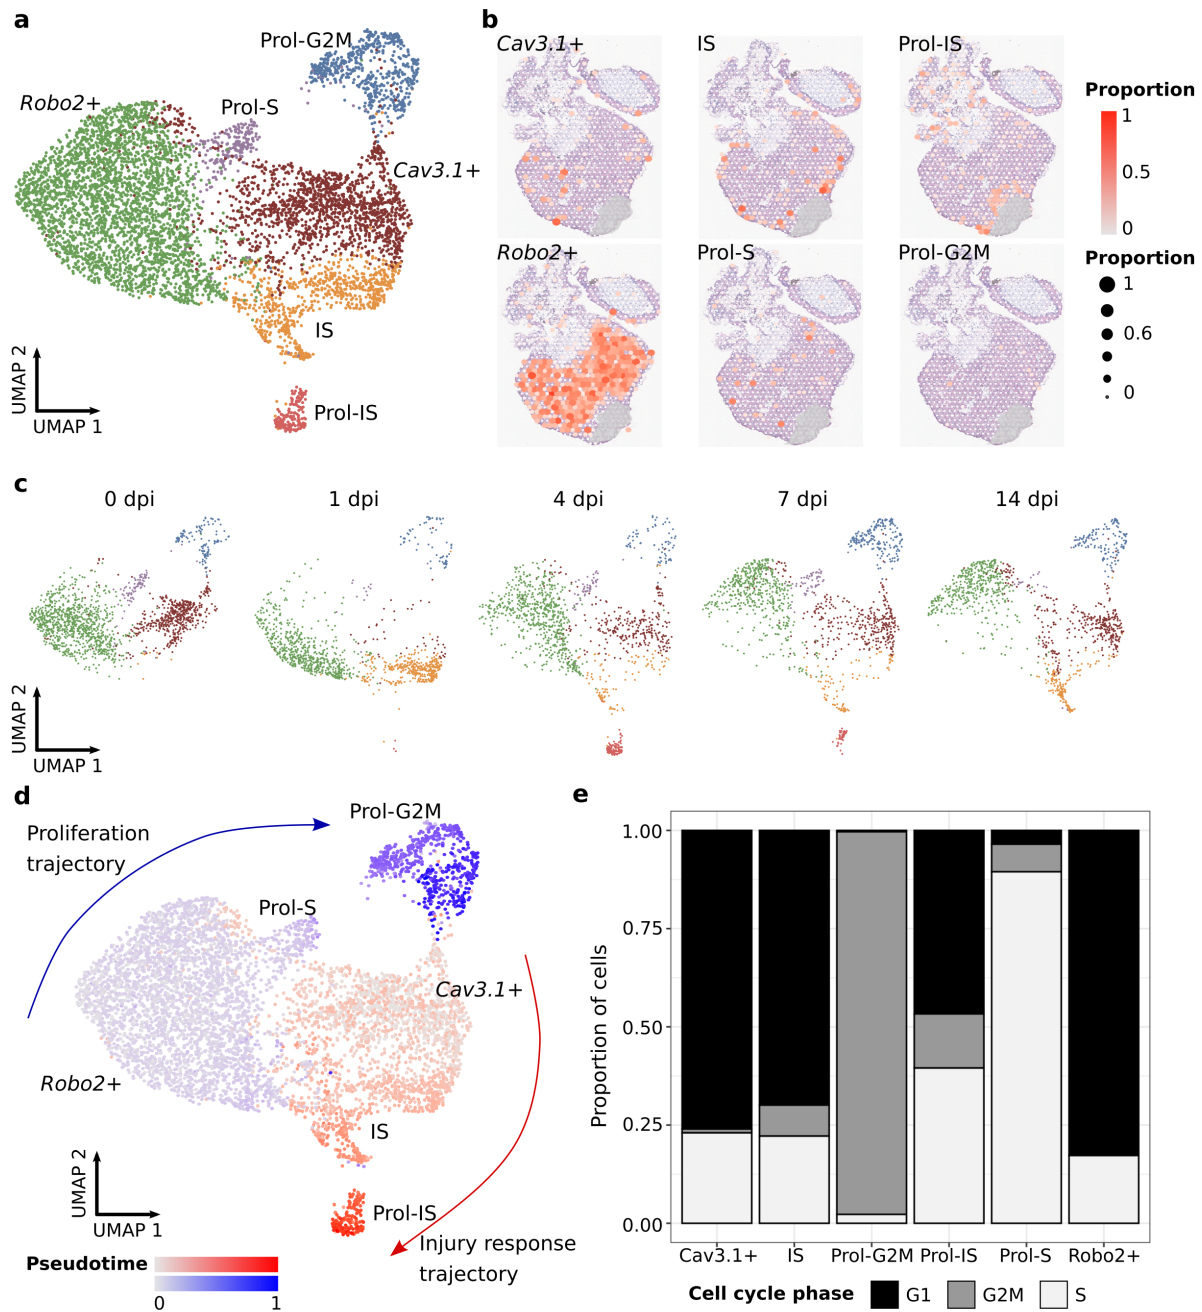 a
Prol-G2M
Robo2+
Prol-S
Cav3.1+
IS
Prol-IS
UMAP 2
UMAP 1
b
Cav3.1+
IS
Prol-IS
Robo2+
Prol-S
Prol-G2M
Proportion
1
0.5
0
Proportion
1
0.6
0
c
0 dpi
1 dpi
4 dpi
7 dpi
14 dpi
UMAP 2
UMAP 1
d
Proliferation
trajectory
Prol-G2M
Prol-S
Cav3.1+
Robo2+
IS
Prol-IS
UMAP 2
UMAP 1
Injury response
trajectory
Pseudotime
0
1
e
Proportion of cells
1.00
0.75
0.50
0.25
0.00
Cav3.1+
IS
Prol-G2M
Prol-IS
Prol-S
Robo2+
Cell cycle phase
G1
G2M
S